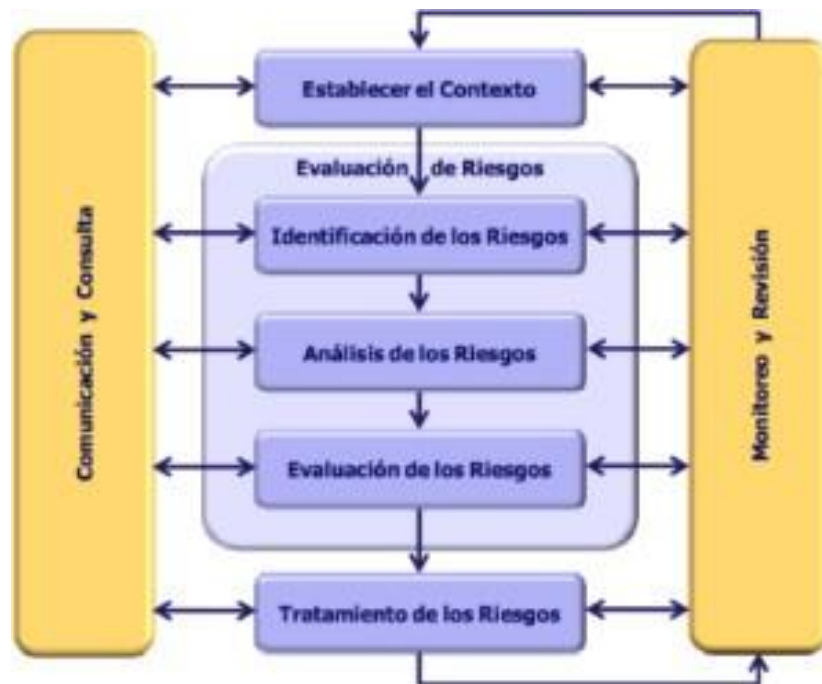 Establecer el Contexto
Evaluación de Riesgos
Identificación de los Riesgos
Análisis de los Riesgos
Evaluación de los Riesgos
Tratamiento de los Riesgos
Comunicación y Consulta
Monitoreo y Revisión